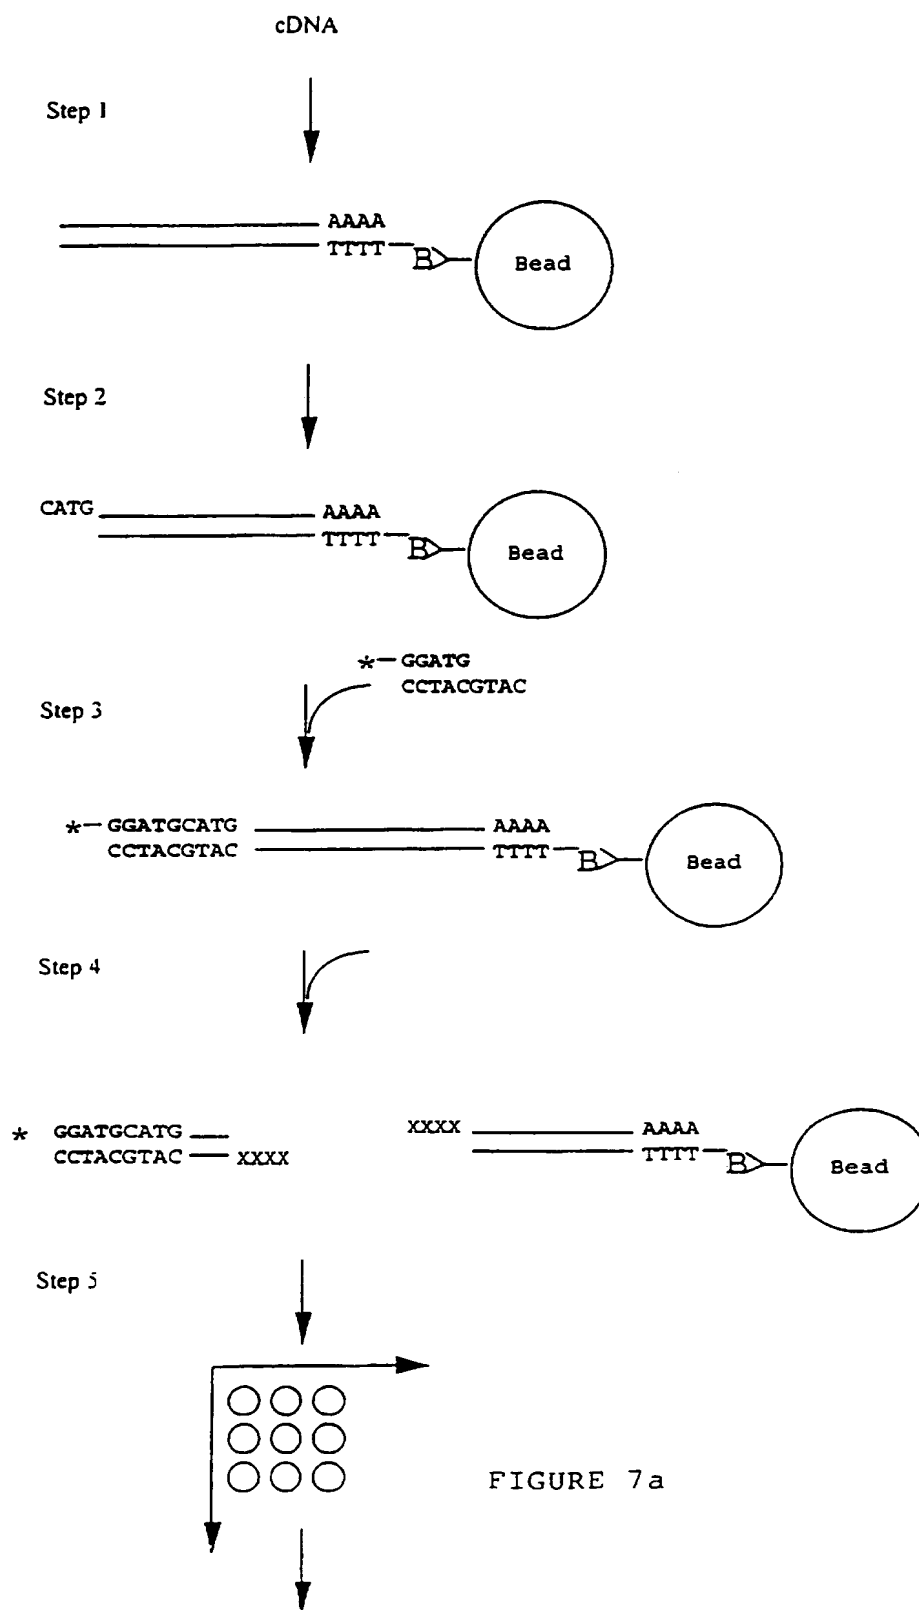 cDNA
Step 1
AAAA
TTTT
B
Bead
Step 2
CATG
AAAA
TTTT
B
Bead
*— GGATG
CCTACGTAC
Step 3
*— GGATGCATG
AAAA
CCTACGTAC
TTTT
B
Bead
Step 4
* GGATGCATG
XXXX
AAAA
CCTACGTAC
XXXX
TTTT
B
Bead
Step 5
FIGURE 7a